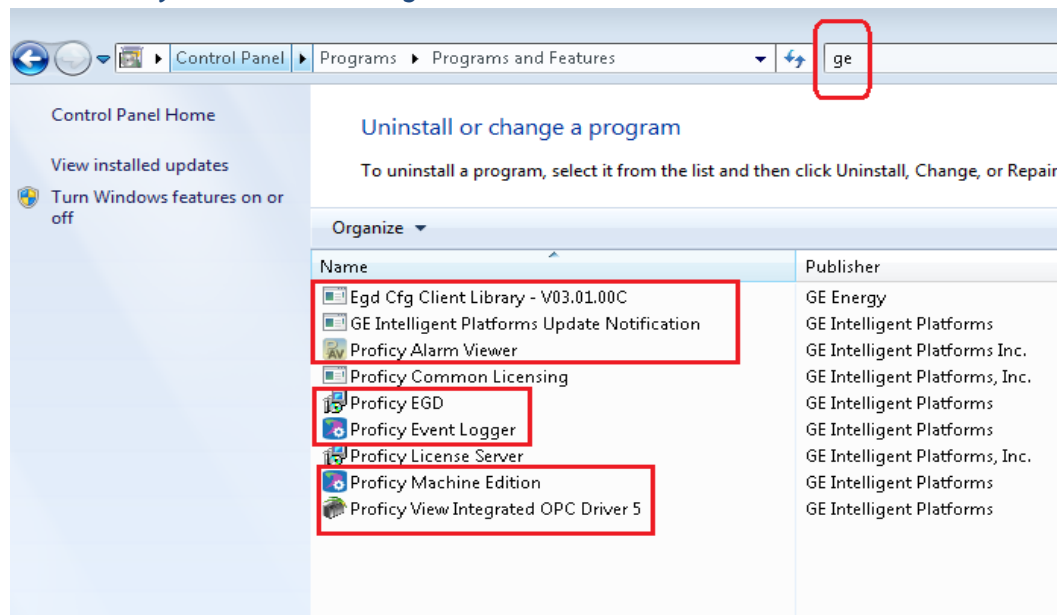 Control Panel Programs Programs and Features ge
Control Panel Home
View installed updates
Turn Windows features on or
off
Uninstall or change a program
To uninstall a program, select it from the list and then click Uninstall, Change, or Repair
Organize
Name Publisher
Egd Cfg Client Library - V03.01.00C GE Energy
GE Intelligent Platforms Update Notification GE Intelligent Platforms
Proficy Alarm Viewer GE Intelligent Platforms Inc.
Proficy Common Licensing GE Intelligent Platforms, Inc.
Proficy EGD GE Intelligent Platforms
Proficy Event Logger GE Intelligent Platforms
Proficy License Server GE Intelligent Platforms, Inc.
Proficy Machine Edition GE Intelligent Platforms
Proficy View Integrated OPC Driver 5 GE Intelligent Platforms